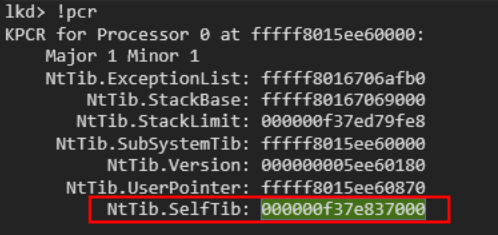 lkd> !pcr
KPCR for Processor 0 at fffff8015ee60000:
Major 1 Minor 1
NtTib.ExceptionList: fffff8016706afb0
NtTib.StackBase: fffff80167069000
NtTib.StackLimit: 000000f37ed79fe8
NtTib.SubSystemTib: fffff8015ee60000
NtTib.Version: 000000005ee60180
NtTib.UserPointer: fffff8015ee60870
NtTib.SelfTib: 000000f37e837000